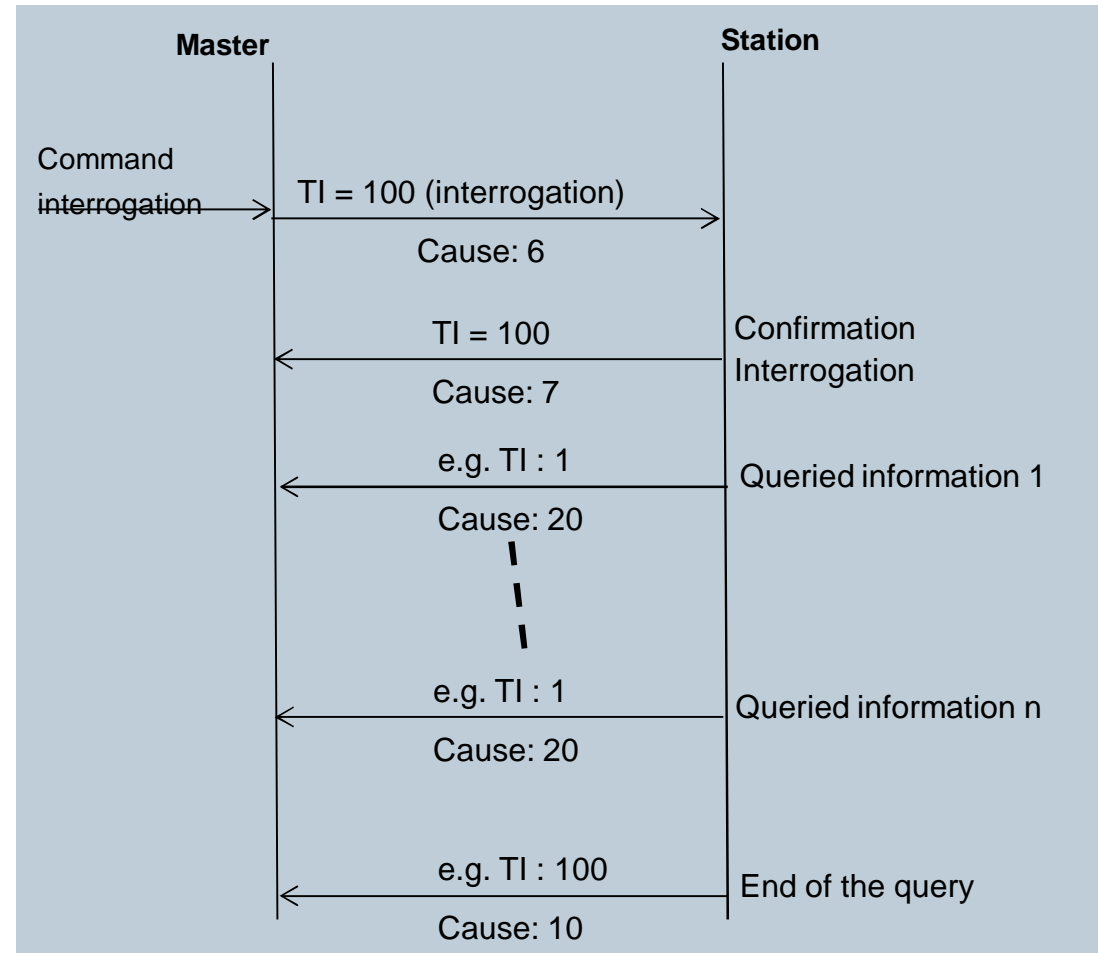 Master
Station
Command
interrogation
TI = 100 (interrogation)
Cause: 6
TI = 100
Cause: 7
Confirmation
Interrogation
e.g. TI : 1
Cause: 20
Queried information 1
e.g. TI : 1
Cause: 20
Queried information n
e.g. TI : 100
Cause: 10
End of the query